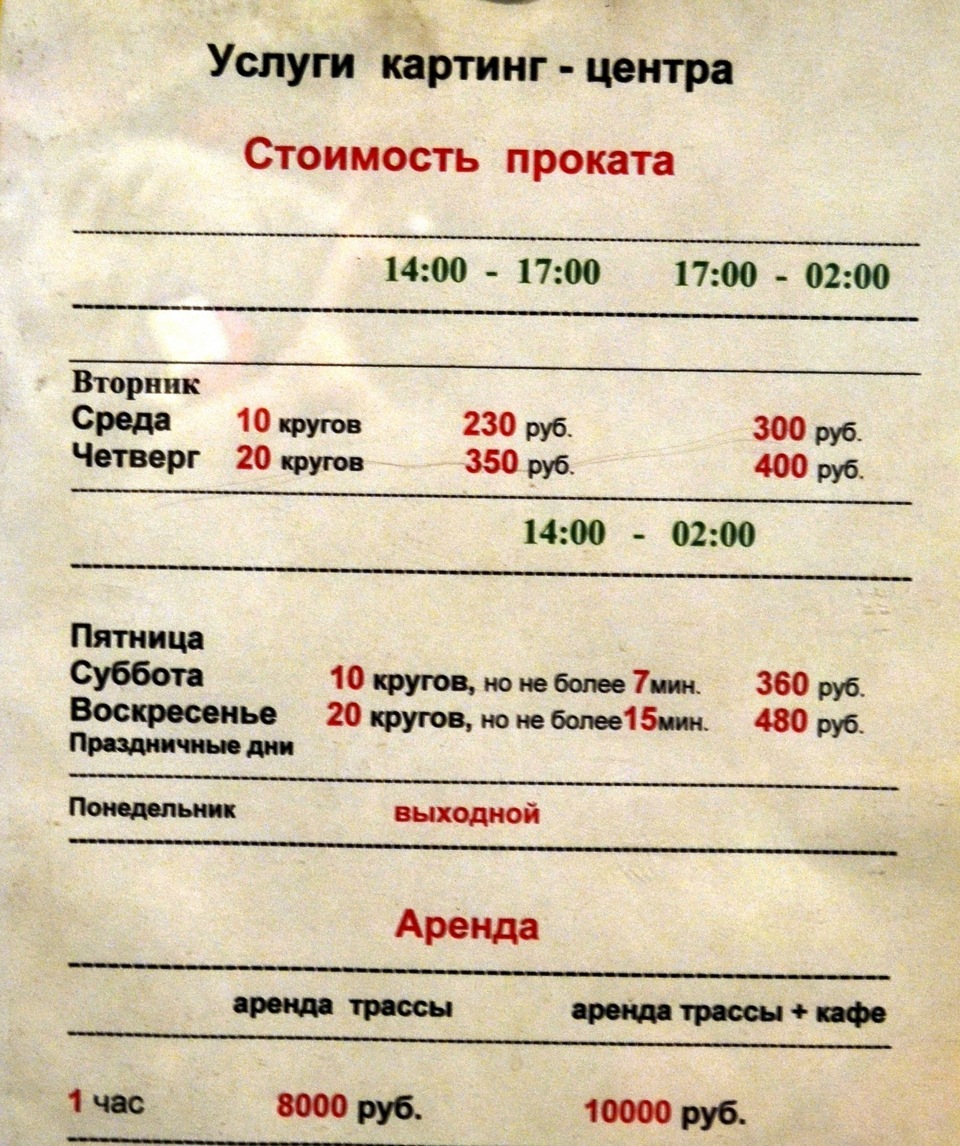 Услуги картинг - центра
Стоимость проката
14:00 - 17:00 17:00 - 02:00
Вторник
Среда 10 кругов 230 руб. 300 руб.
Четверг 20 кругов 350 руб. 400 руб.
14:00 - 02:00
Пятница
Суббота 10 кругов, но не более 7мин. 360 руб.
Воскресенье 20 кругов, но не более15мин. 480 руб.
Праздничные дни
Понедельник выходной
Аренда
аренда трассы аренда трассы + кафе
1 час 8000 руб. 10000 руб.